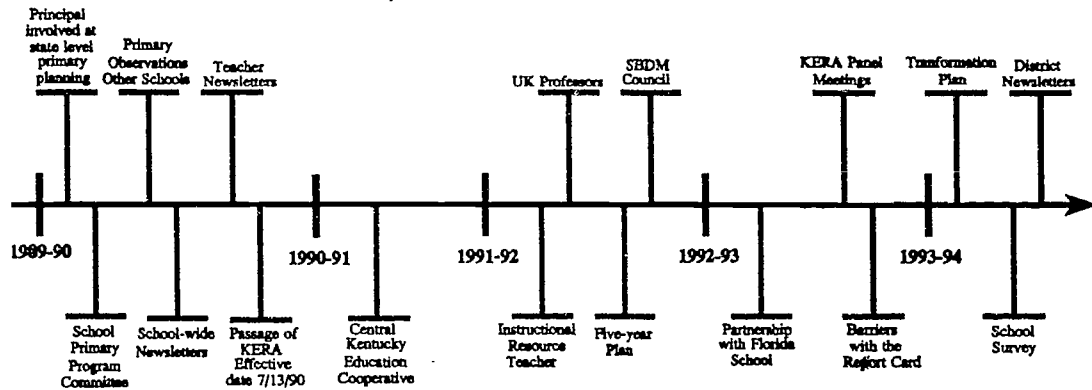 Principal
involved at
state level
primary
planning
Primary
Observations
Other Schools
Teacher
Newsletters
UK Professors
SBDM
Council
KERA Panel
Meetings
Tranformation
Plan
District
Newsletters
1989-90
1990-91
1991-92
1992-93
1993-94
School
Primary
Program
Committee
School-wide
Newsletters
Passage of
KERA
Effective
date 7/13/90
Central
Kentucky
Education
Cooperative
Instructional
Resource
Teacher
Five-year
Plan
Partnership
with Florida
School
Barriers
with the
Report Card
School
Survey